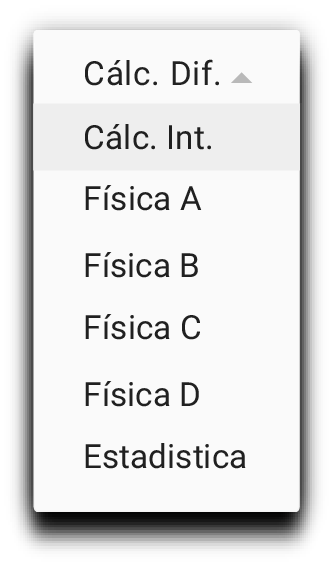 Cálc. Dif.
Cálc. Int.
Física A
Física B
Física C
Física D
Estadistica